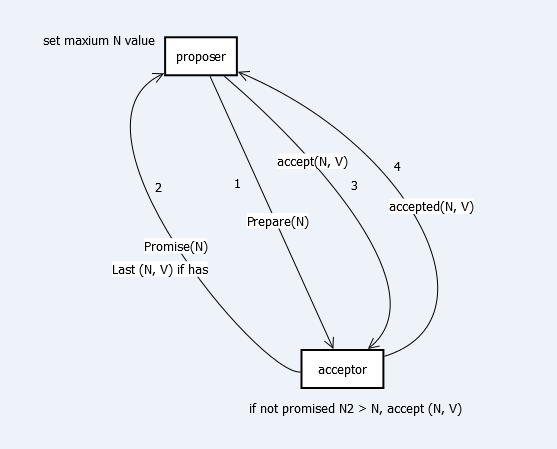 set maxium N value
proposer
accept(N, V)
4
2
1
3
accepted(N, V)
Prepare(N)
Promise(N)
Last (N, V) if has
acceptor
if not promised N2 > N, accept (N, V)